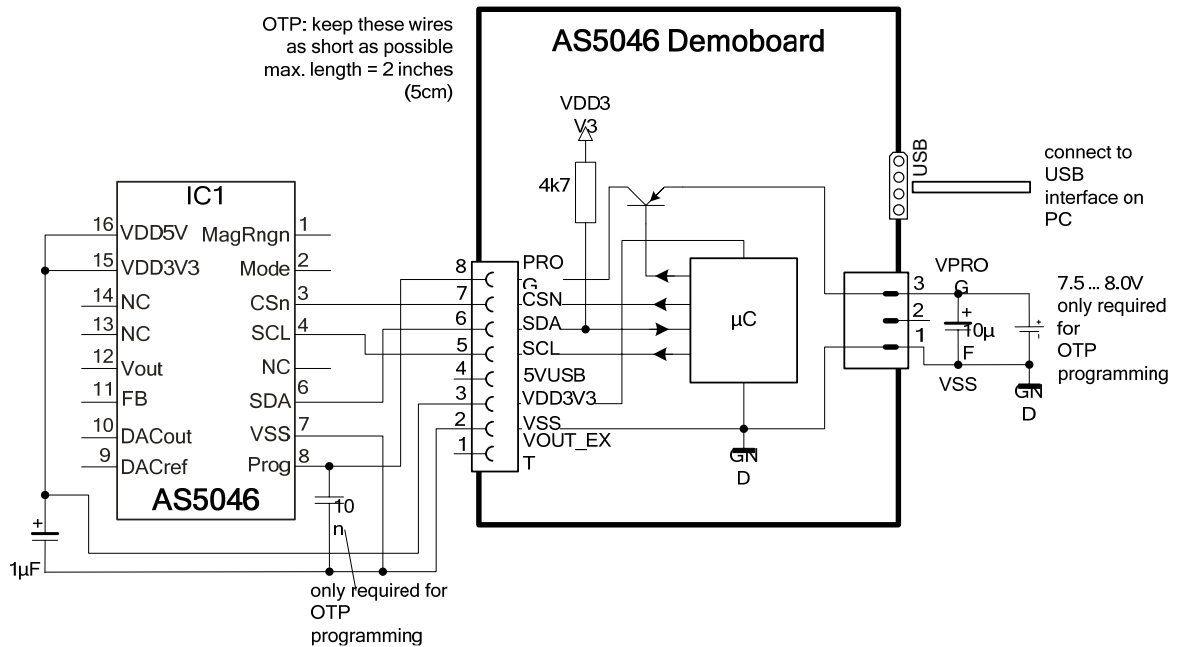 OTP: keep these wires
as short as possible
max. length = 2 inches
(5cm)
AS5046 Demoboard
VDD3
V3
4k7
USB
connect to
USB
interface on
PC
IC1
16
VDD5V
MagRngn
1
15
VDD3V3
Mode
2
14
NC
CSn
3
13
NC
SCL
4
12
Vout
NC
11
FB
SDA
6
10
DACout
VSS
7
9
DACref
Prog
8
AS5046
+
1µF
10
n
only required for
OTP
programming
8
PRO
G
7
CSN
6
SDA
5
SCL
4
5VUSB
3
VDD3V3
2
VSS
1
VOUT_EX
T
µC
GN
D
3
2
1
VPRO
G
+
10µ
F
VSS
+
-
GN
D
7.5 ... 8.0V
only required
for
OTP
programming